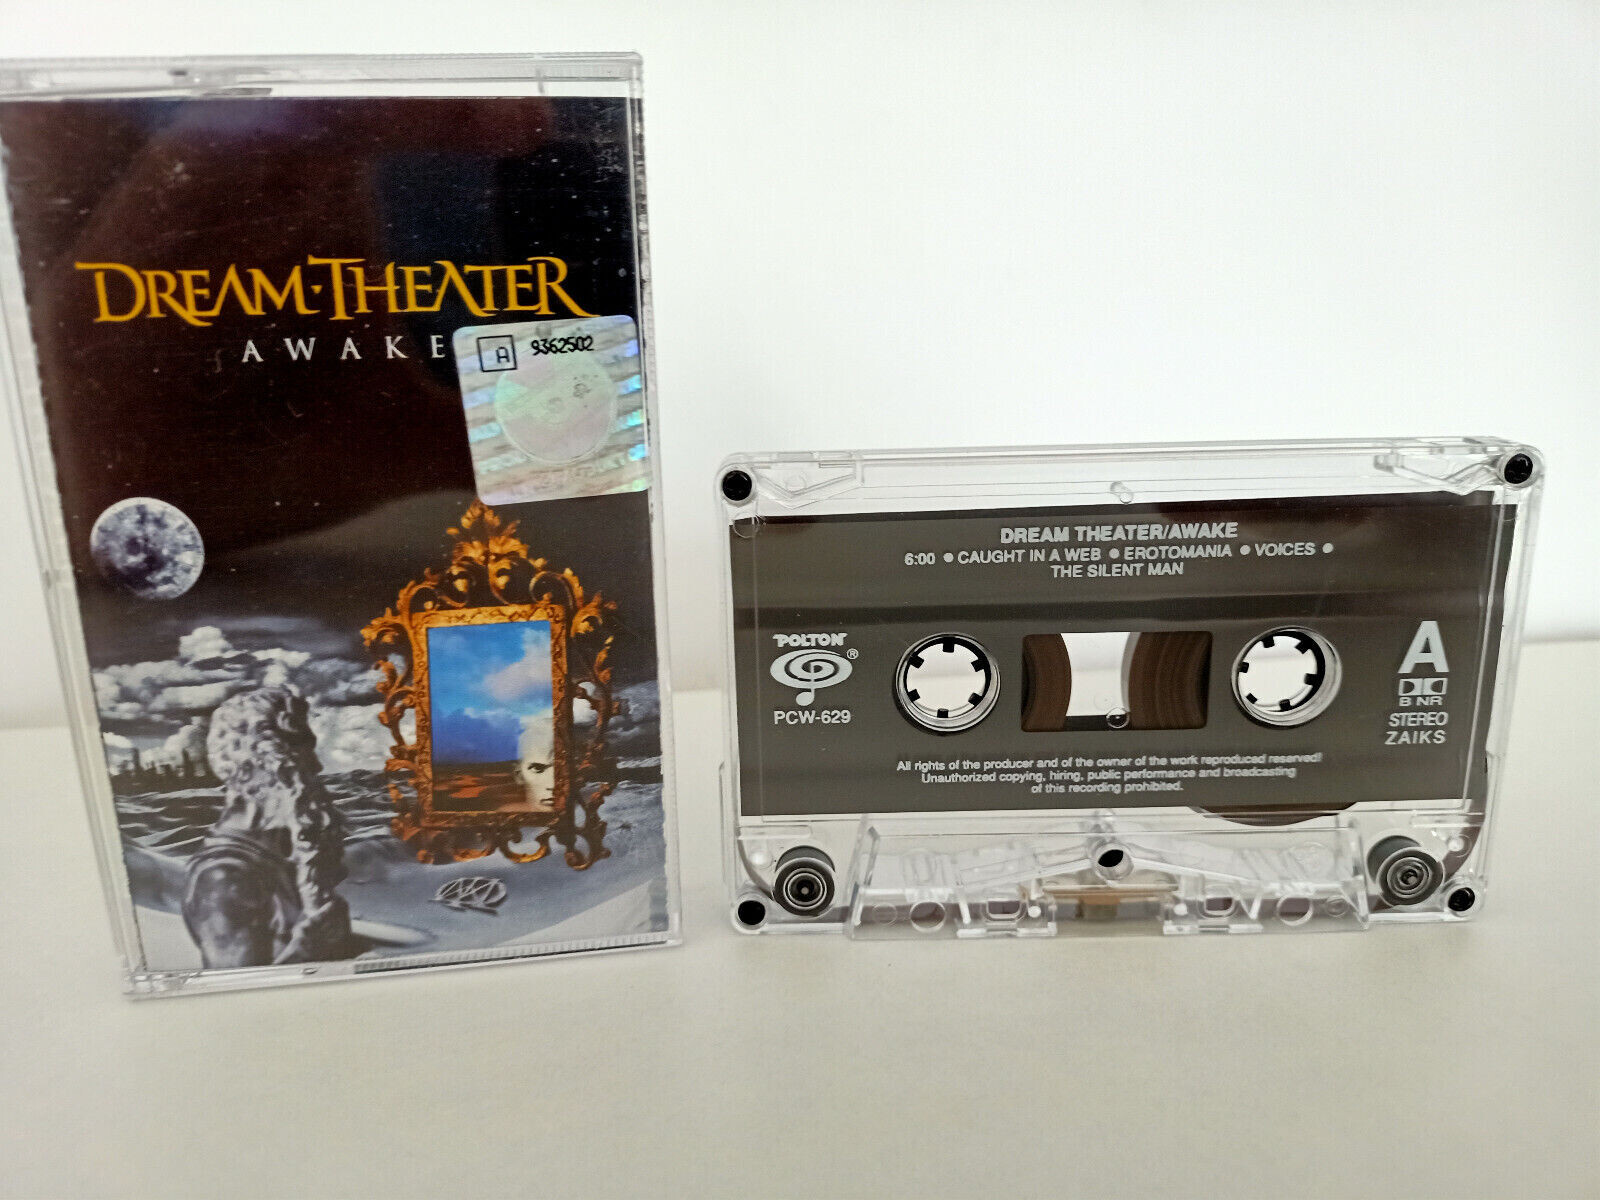 DREAM·THEATER
AWAKE
A 9362502
DREAM THEATER/AWAKE
6:00 ● CAUGHT IN A WEB ● EROTOMANIA ● VOICES ●
THE SILENT MAN
POLTON
®
PCW-629
A
B NR
STEREO
ZAIKS
All rights of the producer and of the owner of the work reproduced reserved!
Unauthorized copying, hiring, public performance and broadcasting
of this recording prohibited.